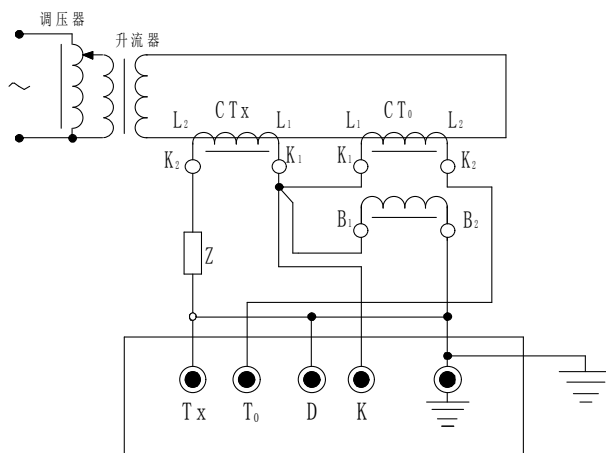 调压器
升流器
CTx CT₀
L₂ L₁ L₁ L₂
K₂ K₁ K₁ K₂
B₁ B₂
Z
Tx T₀ D K